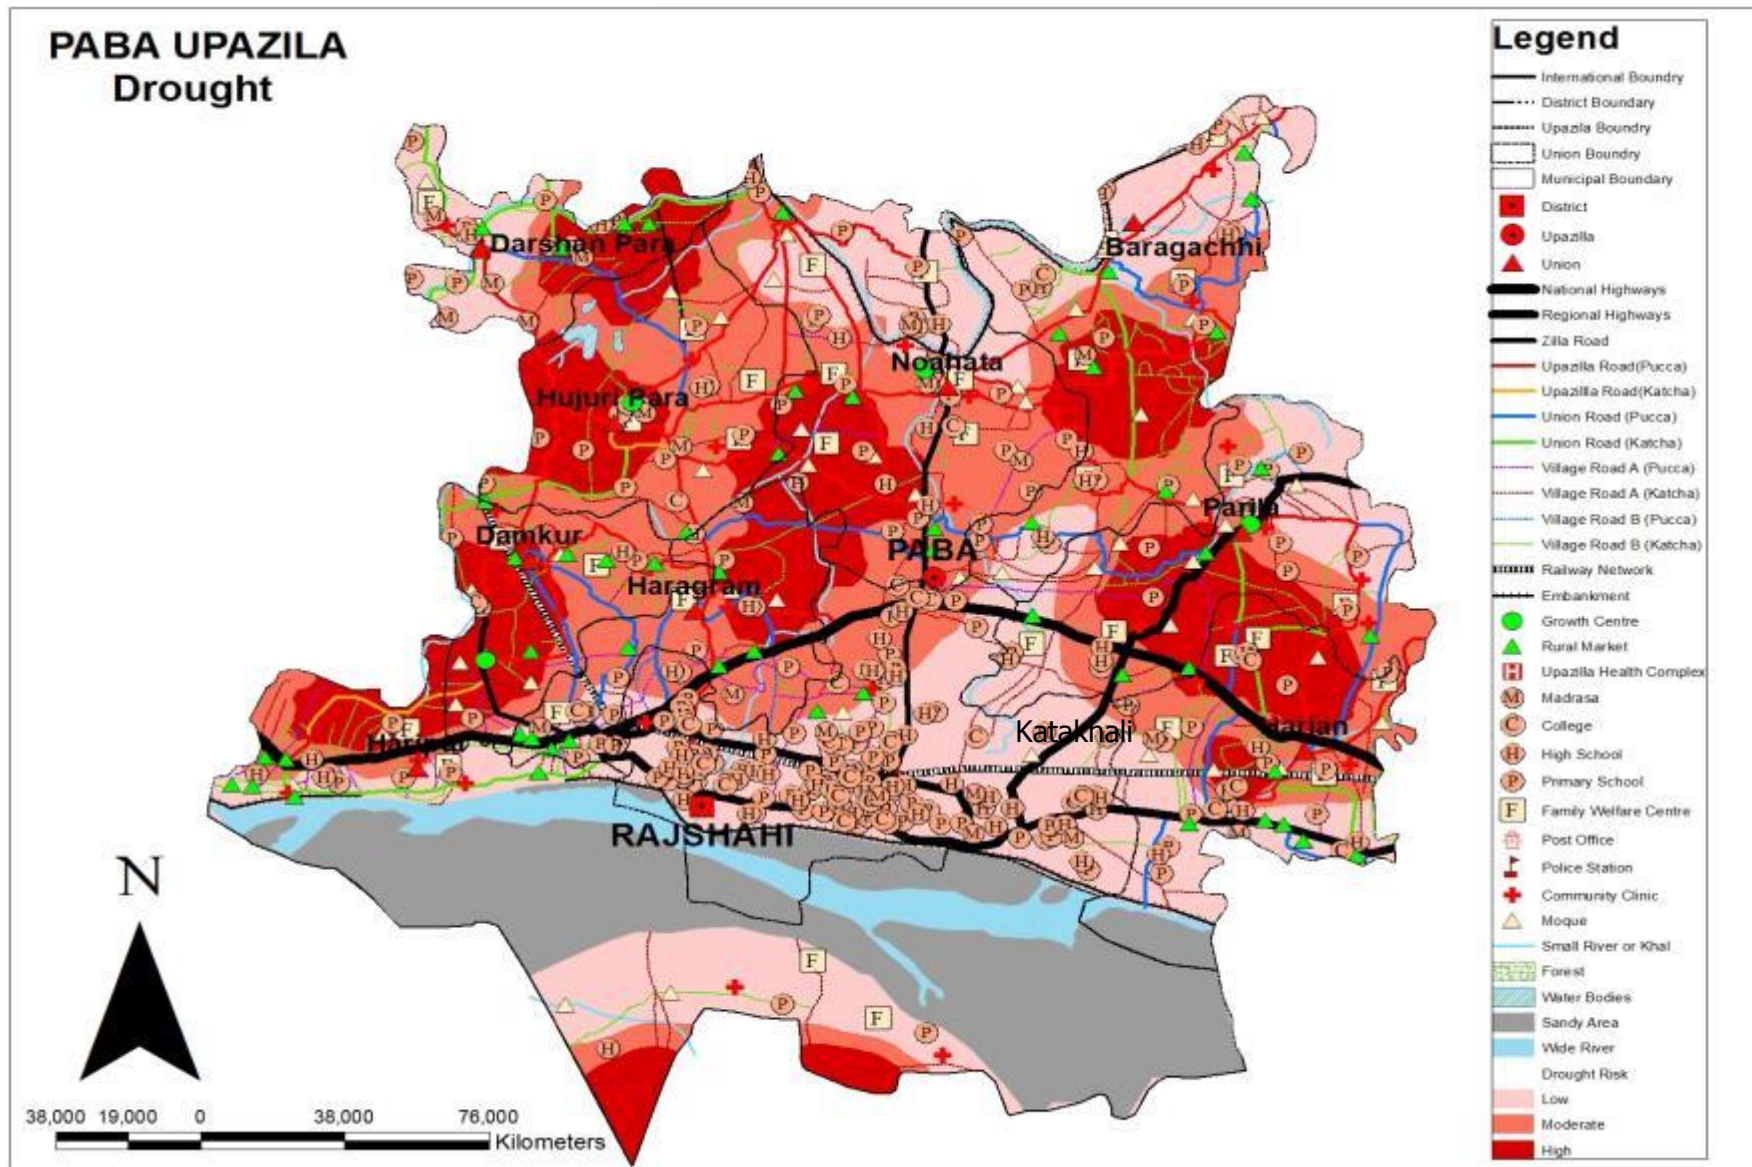 PABA UPAZILA
Drought
Darshan Para
Baragachhi
Noahata
Hujuri Para
Parila
Damkur
PABA
Haragram
Katakhali
RAJSHAHI
N
38,000 19,000 0 38,000 76,000
Kilometers
Legend
International Boundry
District Boundary
Upazila Boundry
Union Boundry
Municipal Boundary
District
Upazilla
Union
National Highways
Regional Highways
Zilla Road
Upazilla Road(Pucca)
Upazillla Road(Katcha)
Union Road (Pucca)
Union Road (Katcha)
Village Road A (Pucca)
Village Road A (Katcha)
Village Road B (Pucca)
Village Road B (Katcha)
Railway Network
Embankment
Growth Centre
Rural Market
H Upazilla Health Complex
M Madrasa
C College
H High School
P Primary School
F Family Welfare Centre
Post Office
Police Station
Community Clinic
Moque
Small River or Khal
Forest
Water Bodies
Sandy Area
Wide River
Drought Risk
Low
Moderate
High